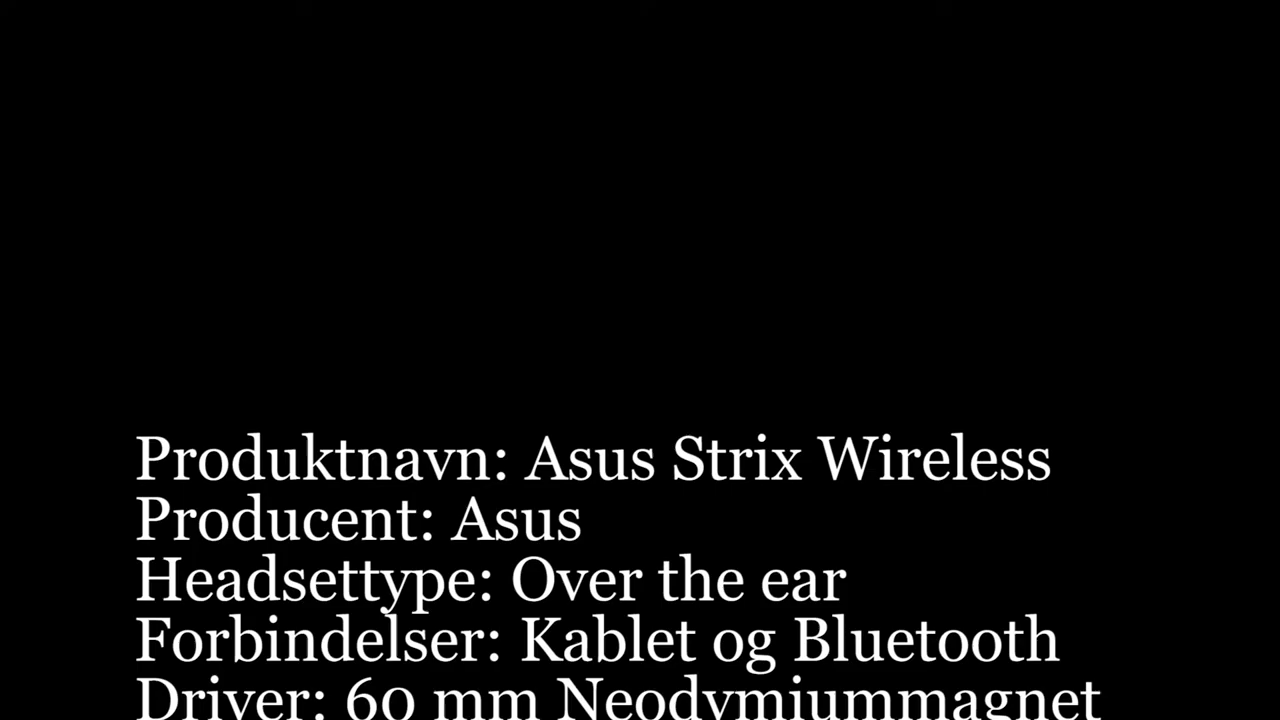 Produktnavn: Asus Strix Wireless
Producent: Asus
Headsettype: Over the ear
Forbindelser: Kablet og Bluetooth
Driver: 60 mm Neodymiummagnet